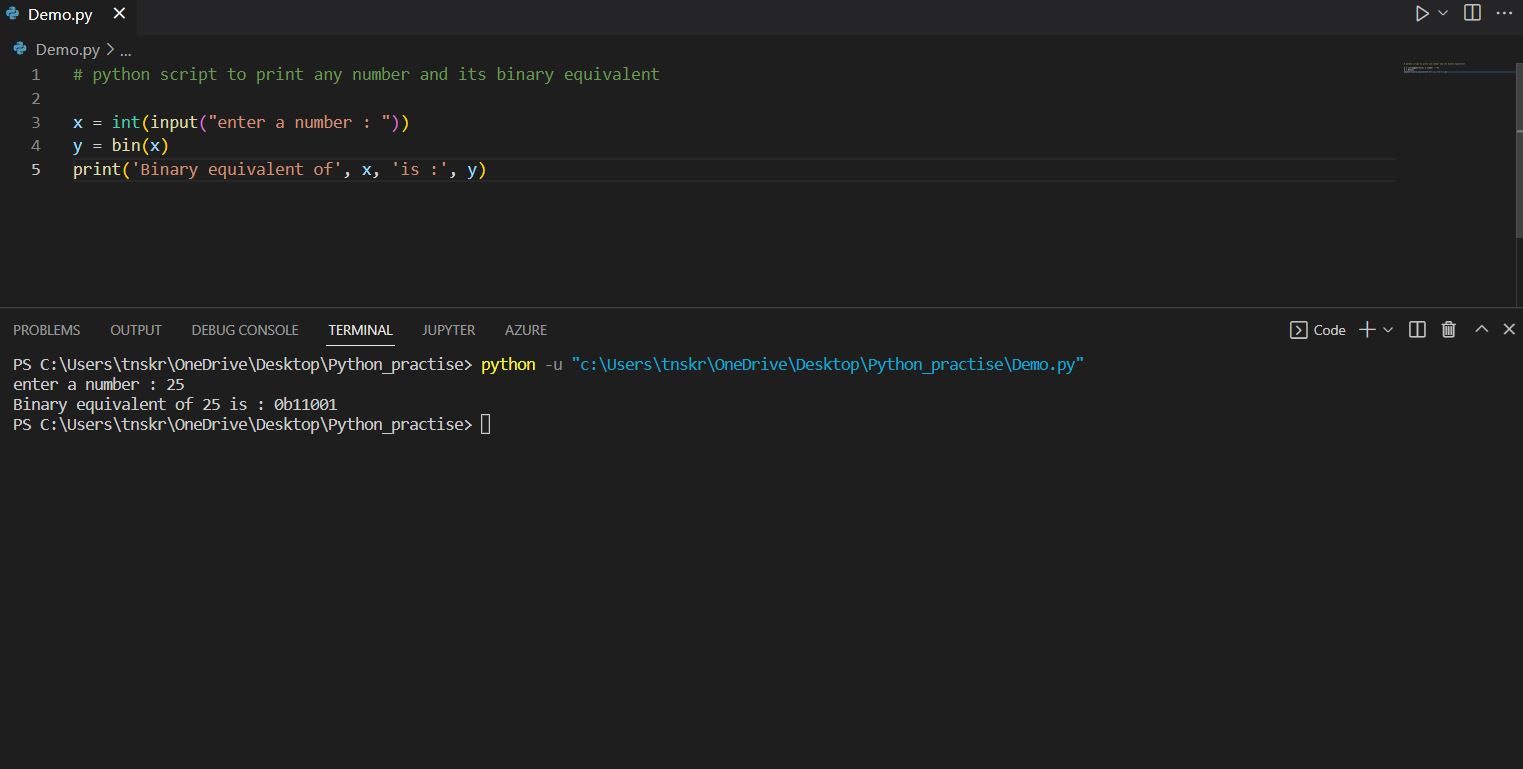 Demo.py
Demo.py > ...
1 # python script to print any number and its binary equivalent
2
3 x = int(input("enter a number : "))
4 y = bin(x)
5 print('Binary equivalent of', x, 'is :', y)
PROBLEMS OUTPUT DEBUG CONSOLE TERMINAL JUPYTER AZURE Code
PS C:\Users\tnskr\OneDrive\Desktop\Python_practise> python -u "c:\Users\tnskr\OneDrive\Desktop\Python_practise\Demo.py"
enter a number : 25
Binary equivalent of 25 is : 0b11001
PS C:\Users\tnskr\OneDrive\Desktop\Python_practise>